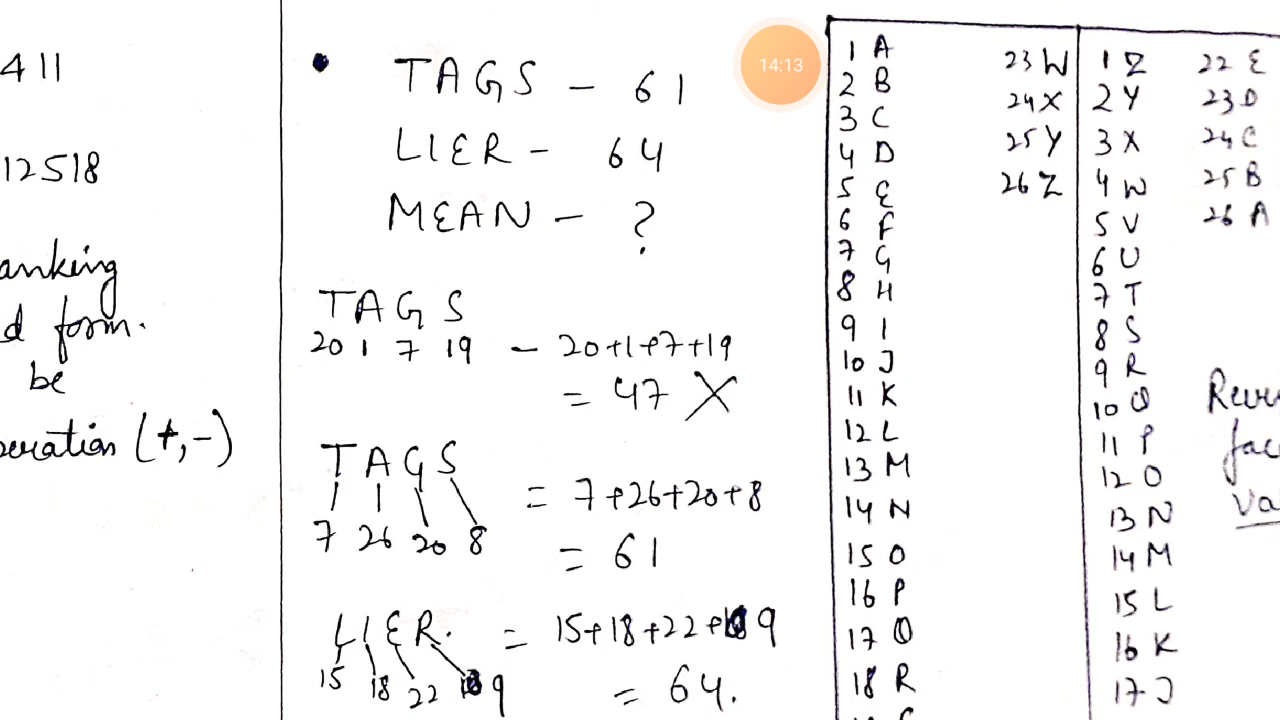 411
12518
d form.
be
(+,-)
TAGS - 61
LIER - 64
MEAN - ?
TAGS
20 1 7 19 - 20+1+7+19
= 47 X
TAGS
7 26 20 8
= 7+26+20+8
= 61
LIER.
15 18 22 9
= 15+18+22+9
= 64.
14:13
1 A
2 B
3 C
4 D
5 E
6 F
7 G
8 H
9 I
10 J
11 K
12 L
13 M
14 N
15 O
16 P
17 Q
18 R
23 W
24 X
25 Y
26 Z
1 Z
2 Y
3 X
4 W
5 V
6 U
7 T
8 S
9 R
10 Q
11 P
12 O
13 N
14 M
15 L
16 K
17 J
22 E
23 D
24 C
25 B
26 A